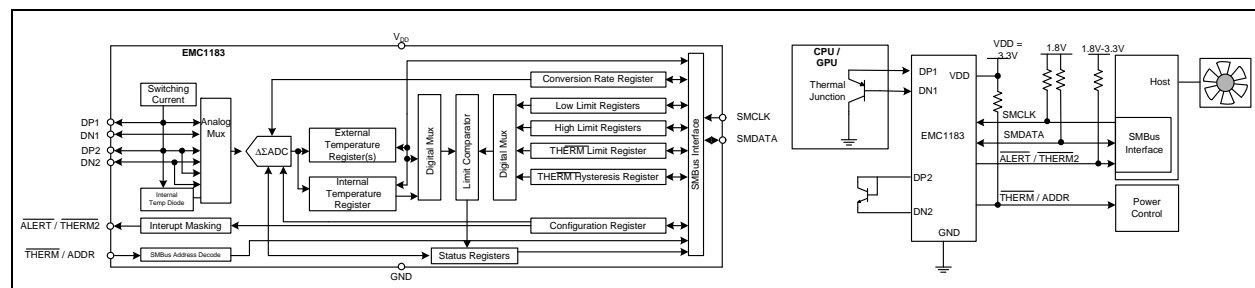 EMC1183
VDD
Switching
Current
Analog
Mux
DP1
DN1
DP2
DN2
Internal
Temp Diode
ΔΣADC
External
Temperature
Register(s)
Internal
Temperature
Register
Digital Mux
Limit Comparator
Digital Mux
Conversion Rate Register
Low Limit Registers
High Limit Registers
THERM Limit Register
THERM Hysteresis Register
SMBus Interface
SMCLK
SMDATA
ALERT / THERM2
Interupt Masking
Configuration Register
THERM / ADDR
SMBus Address Decode
Status Registers
GND
CPU /
GPU
Thermal
Junction
DP1
DN1
VDD
EMC1183
DP2
DN2
GND
VDD =
3.3V
1.8V
1.8V-3.3V
SMCLK
SMDATA
ALERT / THERM2
THERM / ADDR
Host
SMBus
Interface
Power
Control